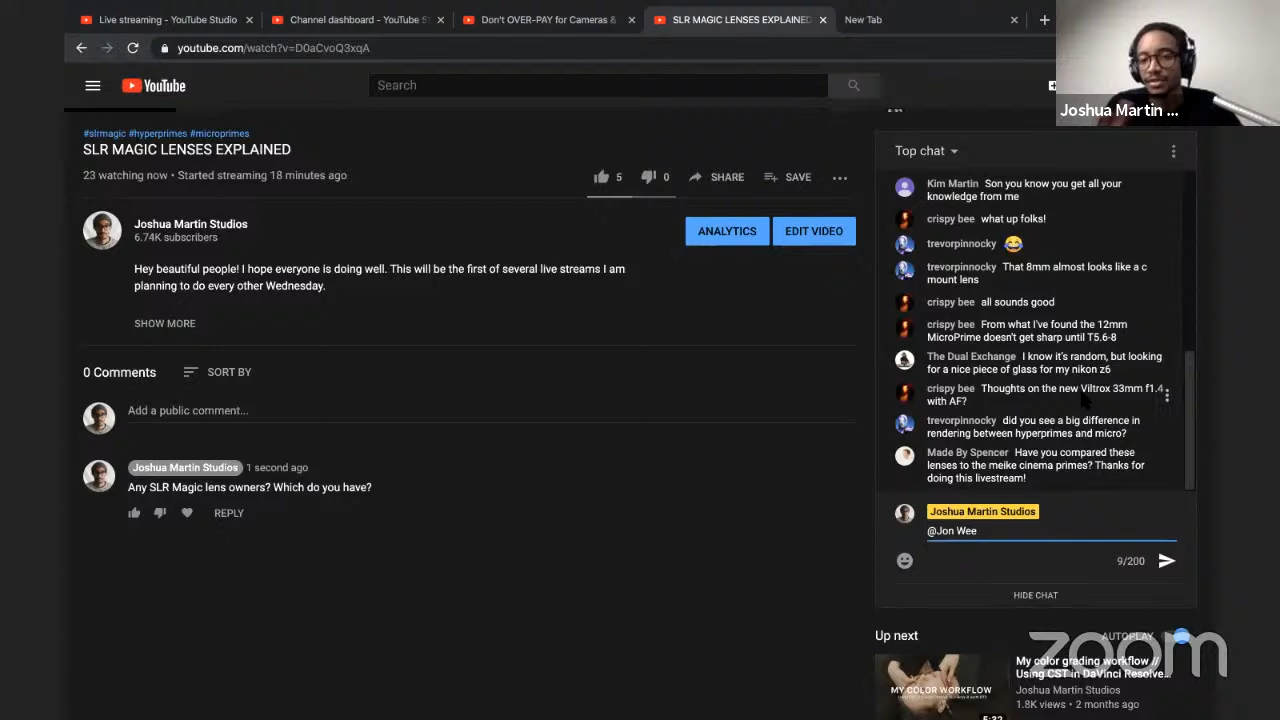 Live streaming - YouTube Studio
Channel dashboard - YouTube S
Don't OVER-PAY for Cameras &
SLR MAGIC LENSES EXPLAINED
New Tab
youtube.com/watch?v=D0aCvoQ3xqA
YouTube
Search
Joshua Martin ...
#slrmagic #hyperprimes #microprimes
SLR MAGIC LENSES EXPLAINED
23 watching now • Started streaming 18 minutes ago
5
0
SHARE
SAVE
Joshua Martin Studios
6.74K subscribers
ANALYTICS
EDIT VIDEO
Hey beautiful people! I hope everyone is doing well. This will be the first of several live streams I am
planning to do every other Wednesday.
SHOW MORE
0 Comments
SORT BY
Add a public comment...
Joshua Martin Studios 1 second ago
Any SLR Magic lens owners? Which do you have?
REPLY
Top chat
Kim Martin Son you know you get all your
knowledge from me
crispy bee what up folks!
trevorpinnocky 😂
trevorpinnocky That 8mm almost looks like a c
mount lens
crispy bee all sounds good
crispy bee From what I've found the 12mm
MicroPrime doesn't get sharp until T5.6-8
The Dual Exchange I know it's random, but looking
for a nice piece of glass for my nikon z6
crispy bee Thoughts on the new Viltrox 33mm f1.4
with AF?
trevorpinnocky did you see a big difference in
rendering between hyperprimes and micro?
Made By Spencer Have you compared these
lenses to the meike cinema primes? Thanks for
doing this livestream!
Joshua Martin Studios
@Jon Wee
9/200
HIDE CHAT
Up next
AUTOPLAY
zoom
MY COLOR WORKFLOW
5:32
My color grading workflow //
Using CST in DaVinci Resolve...
Joshua Martin Studios
1.8K views • 2 months ago